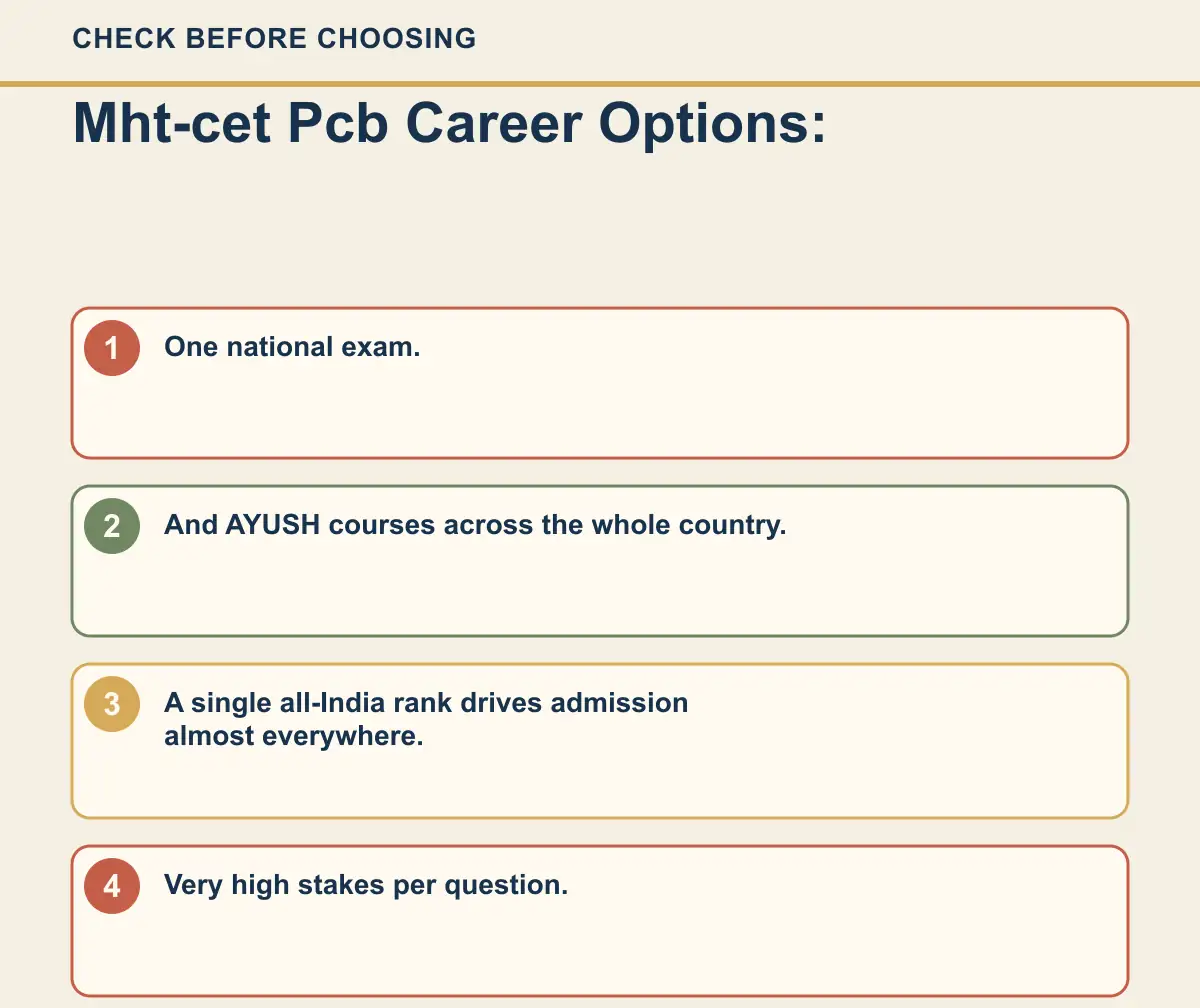 CHECK BEFORE CHOOSING
Mht-cet Pcb Career Options:
1 One national exam.
2 And AYUSH courses across the whole country.
3 A single all-India rank drives admission
almost everywhere.
4 Very high stakes per question.